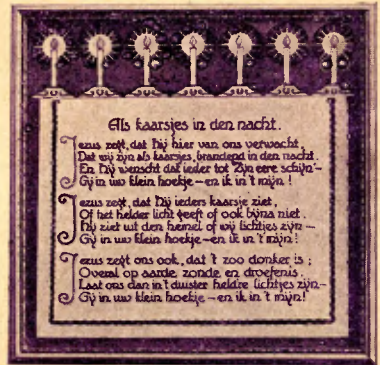 Als kaarsjes in den nacht.
Jezus zegt, dat Hij hier van ons verwacht,
Dat wij zijn als kaarsjes, brandend in den nacht.
En Hij wenscht dat ieder tot Zijn eere schijn'-
Gij in uw klein hoekje – en ik in 't mijn!
Jezus zegt, dat Hij ieders kaarsje ziet,
Of het helder licht geeft of ook bijna niet.
Hij ziet uit den hemel of wij lichtjes zijn –
Gij in uw klein hoekje – en ik in 't mijn!
Jezus zegt ons ook, dat 't zoo donker is;
Overal op aarde zonde en droefenis.
Laat ons dan in 't duister heldre lichtjes zijn–
Gij in uw klein hoekje – en ik in 't mijn!